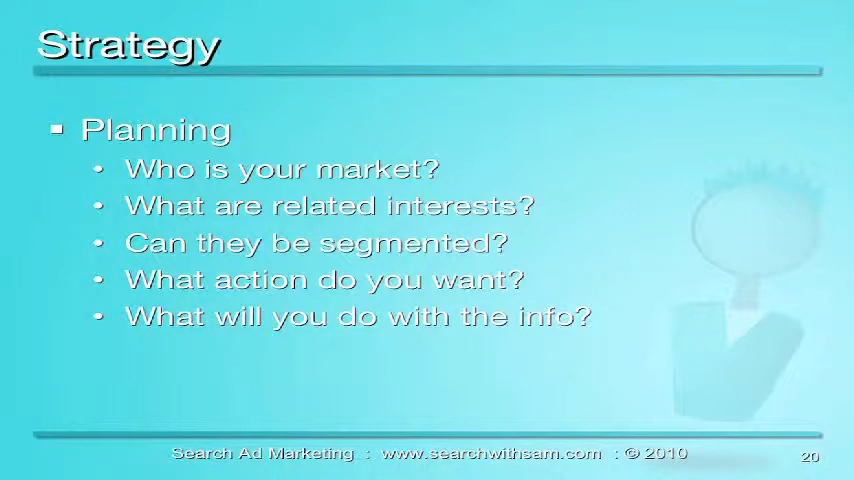 Strategy
▪ Planning
• Who is your market?
• What are related interests?
• Can they be segmented?
• What action do you want?
• What will you do with the info?
Search Ad Marketing : www.searchwithsam.com : © 2010
20